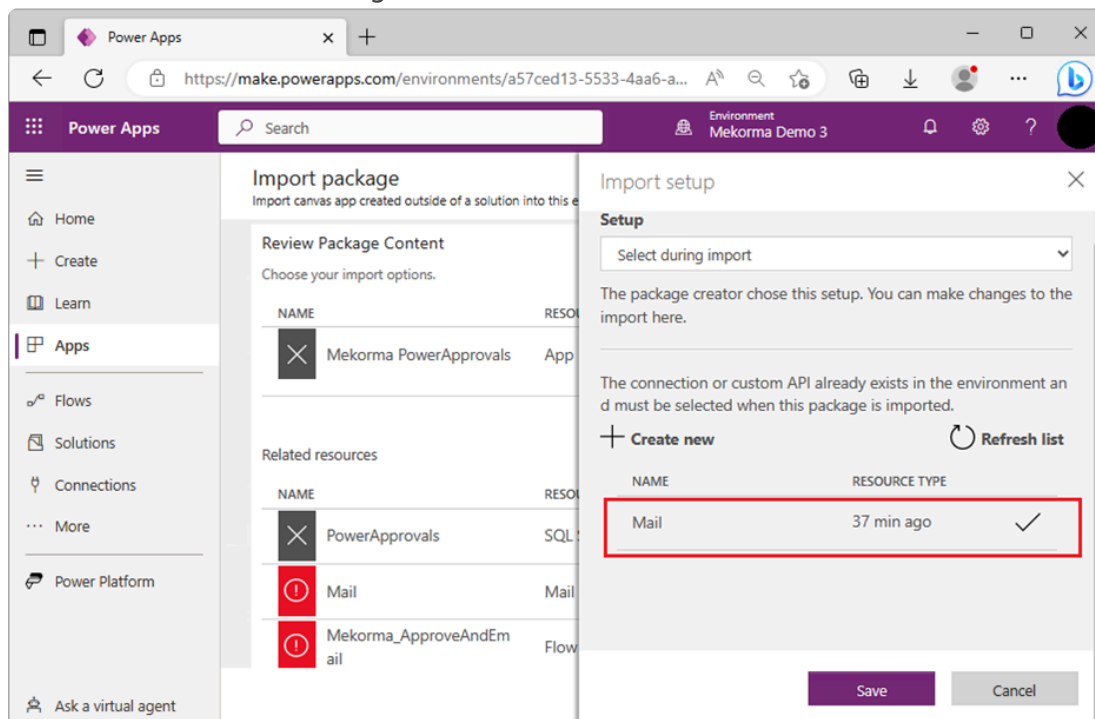 Power Apps
https://make.powerapps.com/environments/a57ced13-5533-4aa6-a...
Power Apps
Search
Environment
Mekorma Demo 3
Home
Create
Learn
Apps
Flows
Solutions
Connections
More
Power Platform
Ask a virtual agent
Import package
Import canvas app created outside of a solution into this e
Review Package Content
Choose your import options.
NAME RESOU
Mekorma PowerApprovals App
Related resources
NAME RESOU
PowerApprovals SQL S
Mail Mail
Mekorma_ApproveAndEm
ail Flow
Import setup
Setup
Select during import
The package creator chose this setup. You can make changes to the
import here.
The connection or custom API already exists in the environment an
d must be selected when this package is imported.
Create new Refresh list
NAME RESOURCE TYPE
Mail 37 min ago
Save Cancel